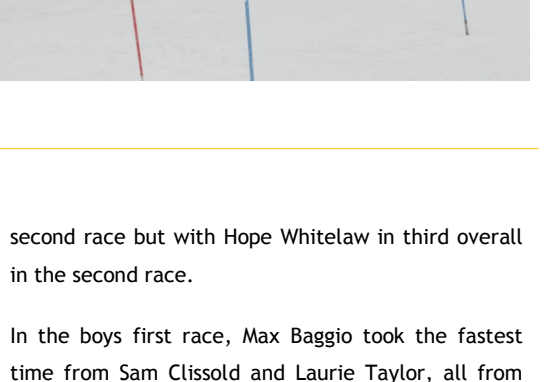 second race but with Hope Whitelaw in third overall
in the second race.
In the boys first race, Max Baggio took the fastest
time from Sam Clissold and Laurie Taylor, all from